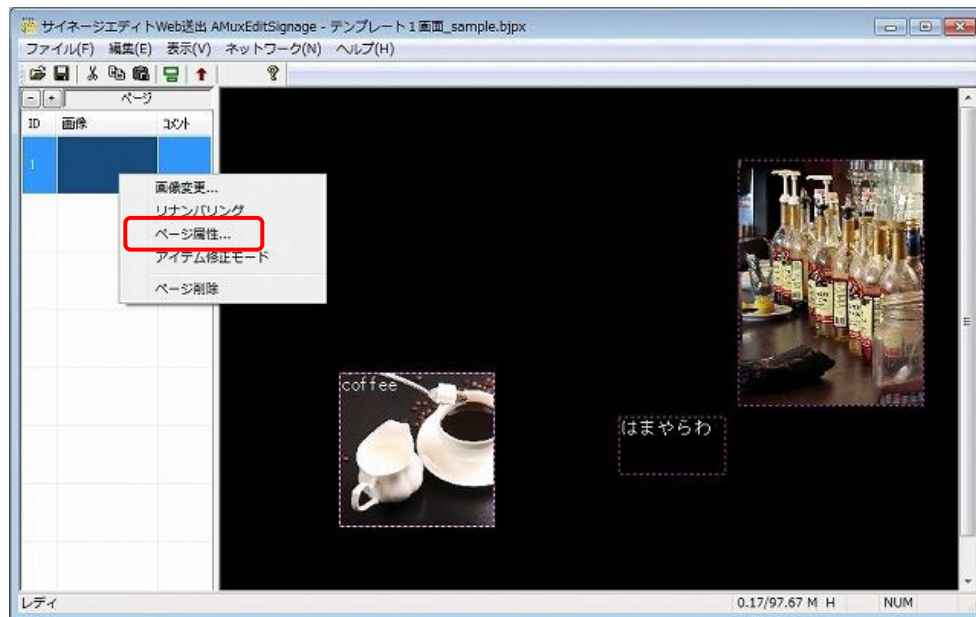 サイネージエディトWeb送出 AMuxEditSignage - テンプレート1画面_sample.bjpx
ファイル(F) 編集(E) 表示(V) ネットワーク(N) ヘルプ(H)
- + ページ
ID 画像 コメント
1
画像変更...
リナンバリング
ページ属性...
アイテム修正モード
ページ削除
coffee
はまやらわ
レディ 0.17/97.67 M H NUM